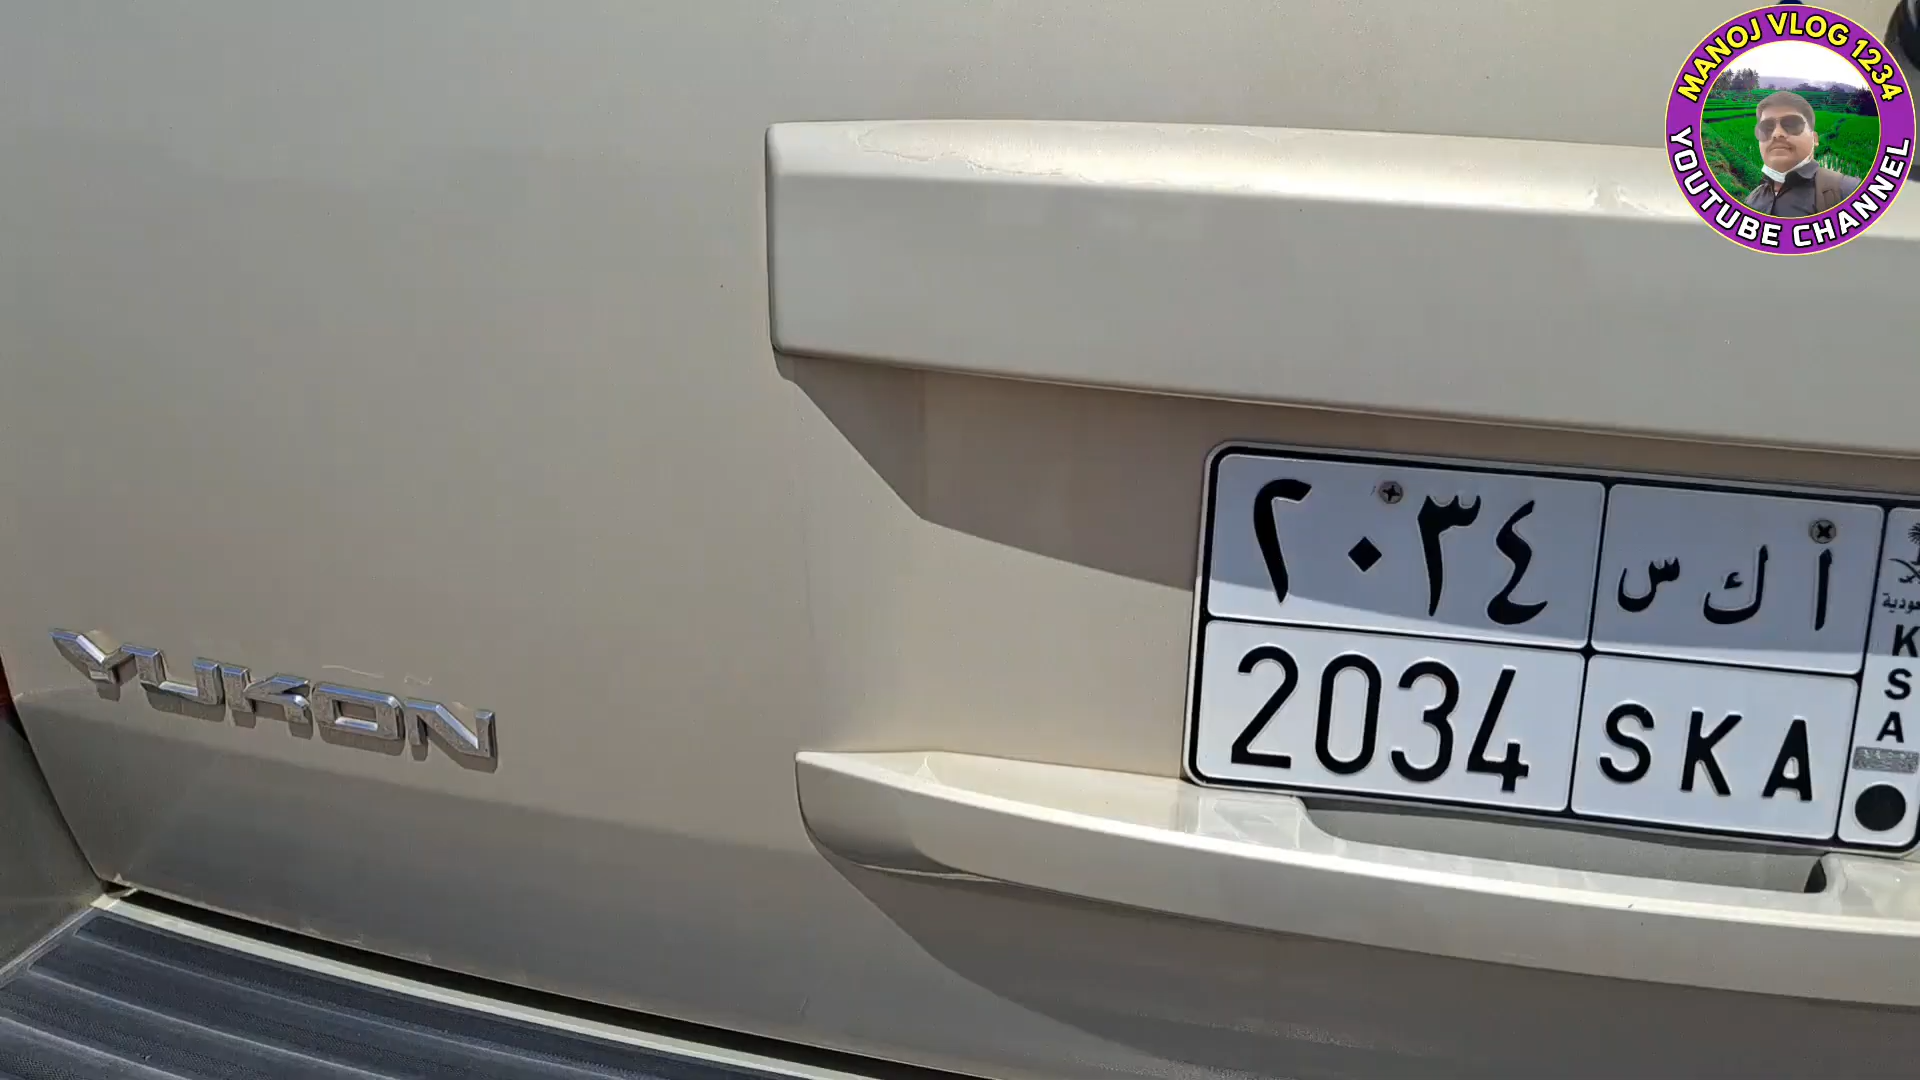 MANOJ VLOG 1234
YOUTUBE CHANNEL
٢٠٣٤ أ ك س
2034 SKA
K
S
A
YUKON